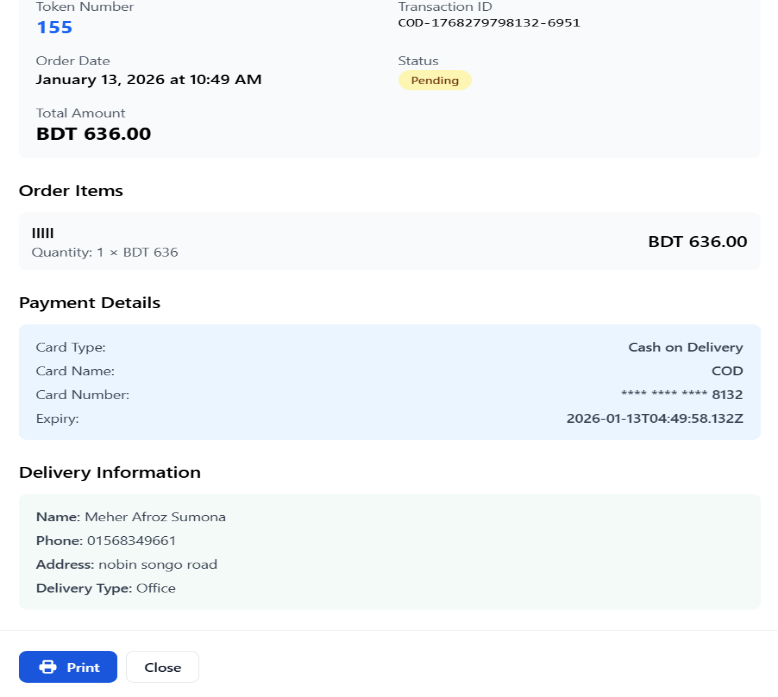 Token Number
155
Transaction ID
COD-1768279798132-6951
Order Date
January 13, 2026 at 10:49 AM
Status
Pending
Total Amount
BDT 636.00
Order Items
lllll
Quantity: 1 × BDT 636
BDT 636.00
Payment Details
Card Type: Cash on Delivery
Card Name: COD
Card Number: **** **** **** 8132
Expiry: 2026-01-13T04:49:58.132Z
Delivery Information
Name: Meher Afroz Sumona
Phone: 01568349661
Address: nobin songo road
Delivery Type: Office
Print
Close